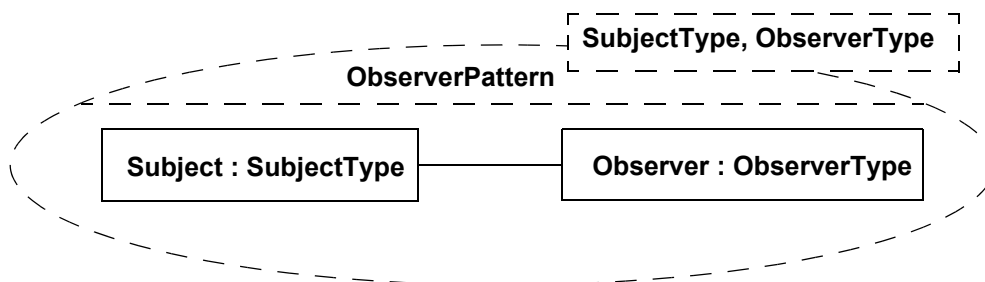 SubjectType, ObserverType
ObserverPattern
Subject : SubjectType
Observer : ObserverType